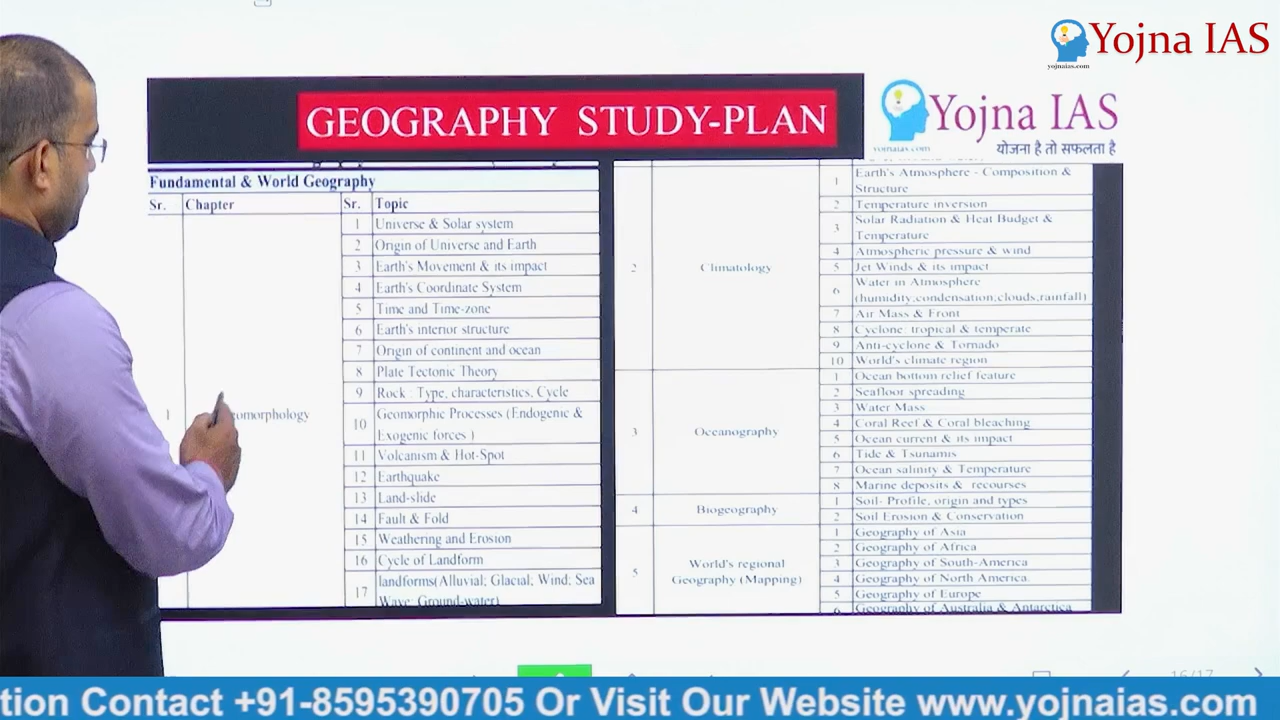 Yojna IAS
yojnaias.com
GEOGRAPHY STUDY-PLAN
Yojna IAS
yojnaias.com
योजना है तो सफलता है
Fundamental & World Geography
Sr. Chapter Sr. Topic
1 Universe & Solar system
2 Origin of Universe and Earth
3 Earth's Movement & its impact
4 Earth's Coordinate System
5 Time and Time-zone
6 Earth's interior structure
7 Origin of continent and ocean
8 Plate Tectonic Theory
9 Rock : Type, characteristics, Cycle
1 omorphology
10 Geomorphic Processes (Endogenic &
Exogenic forces )
11 Volcanism & Hot-Spot
12 Earthquake
13 Land-slide
14 Fault & Fold
15 Weathering and Erosion
16 Cycle of Landform
17 landforms(Alluvial; Glacial; Wind; Sea
Wave; Ground-water)
2 Climatology
1 Earth's Atmosphere - Composition &
Structure
2 Temperature inversion
3 Solar Radiation & Heat Budget &
Temperature
4 Atmospheric pressure & wind
5 Jet Winds & its impact
6 Water in Atmosphere
(humidity,condensation,clouds,rainfall)
7 Air Mass & Front
8 Cyclone: tropical & temperate
9 Anti-cyclone & Tornado
10 World's climate region
3 Oceanography
1 Ocean bottom relief feature
2 Seafloor spreading
3 Water Mass
4 Coral Reef & Coral bleaching
5 Ocean current & its impact
6 Tide & Tsunamis
7 Ocean salinity & Temperature
8 Marine deposits & recourses
4 Biogeography
1 Soil- Profile, origin and types
2 Soil Erosion & Conservation
5 World's regional
Geography (Mapping)
1 Geography of Asia
2 Geography of Africa
3 Geography of South-America
4 Geography of North America.
5 Geography of Europe
6 Geography of Australia & Antarctica
16/17
tion Contact +91-8595390705 Or Visit Our Website www.yojnaias.com